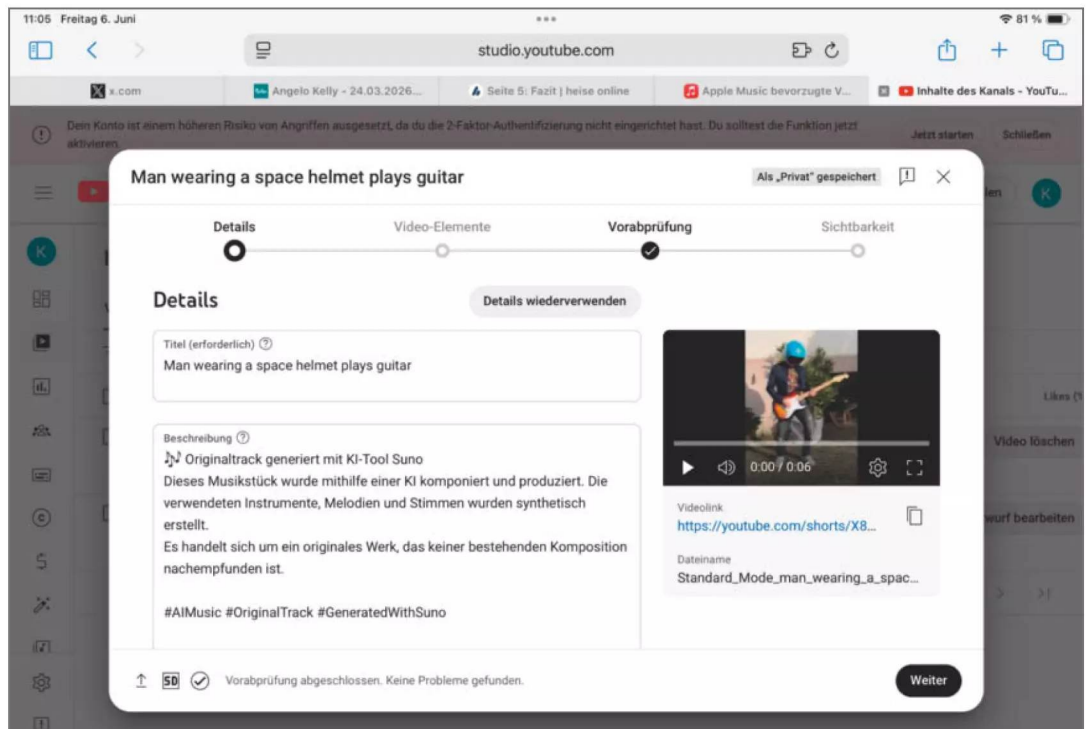 11:05 Freitag 6. Juni
81 %
studio.youtube.com
x.com
Angelo Kelly - 24.03.2026...
Seite 5: Fazit | heise online
Apple Music bevorzugte V...
Inhalte des Kanals - YouTu...
Dein Konto ist einem höheren Risiko von Angriffen ausgesetzt, da du die 2-Faktor-Authentifizierung nicht eingerichtet hast. Du solltest die Funktion jetzt
aktivieren.
Jetzt starten
Schließen
Man wearing a space helmet plays guitar
Als „Privat“ gespeichert
len
K
K
Details
Video-Elemente
Vorabprüfung
Sichtbarkeit
Details
Details wiederverwenden
Titel (erforderlich)
Man wearing a space helmet plays guitar
Beschreibung
Originaltrack generiert mit KI-Tool Suno
Dieses Musikstück wurde mithilfe einer KI komponiert und produziert. Die
verwendeten Instrumente, Melodien und Stimmen wurden synthetisch
erstellt.
Es handelt sich um ein originales Werk, das keiner bestehenden Komposition
nachempfunden ist.
#AIMusic #OriginalTrack #GeneratedWithSuno
0:00 / 0:06
Videolink
https://youtube.com/shorts/X8...
Dateiname
Standard_Mode_man_wearing_a_spac...
Likes
Video löschen
wurf bearbeiten
SD
Vorabprüfung abgeschlossen. Keine Probleme gefunden.
Weiter